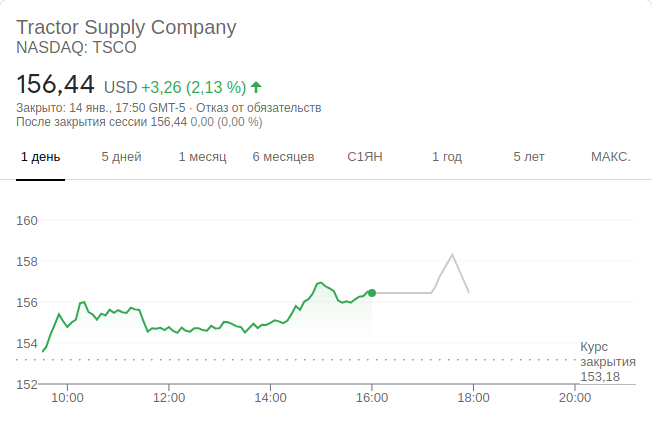 Tractor Supply Company
NASDAQ: TSCO
156,44 USD +3,26 (2,13 %)
Закрыто: 14 янв., 17:50 GMT-5 · Отказ от обязательств
После закрытия сессии 156,44 0,00 (0,00 %)
1 день 5 дней 1 месяц 6 месяцев С1ЯН 1 год 5 лет МАКС.
160
158
156
154
152
Курс
закрытия
153,18
10:00 12:00 14:00 16:00 18:00 20:00